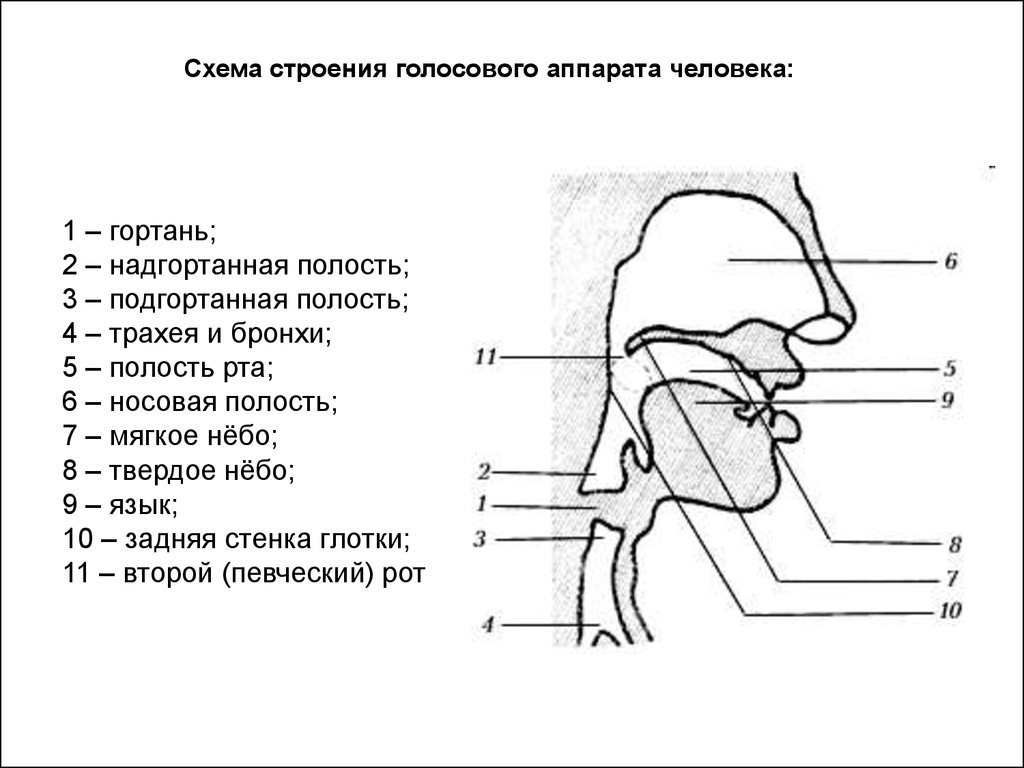 Схема строения голосового аппарата человека:
1 – гортань;
2 – надгортанная полость;
3 – подгортанная полость;
4 – трахея и бронхи;
5 – полость рта;
6 – носовая полость;
7 – мягкое нёбо;
8 – твердое нёбо;
9 – язык;
10 – задняя стенка глотки;
11 – второй (певческий) рот
6
11
5
9
2
1
3
8
7
10
4